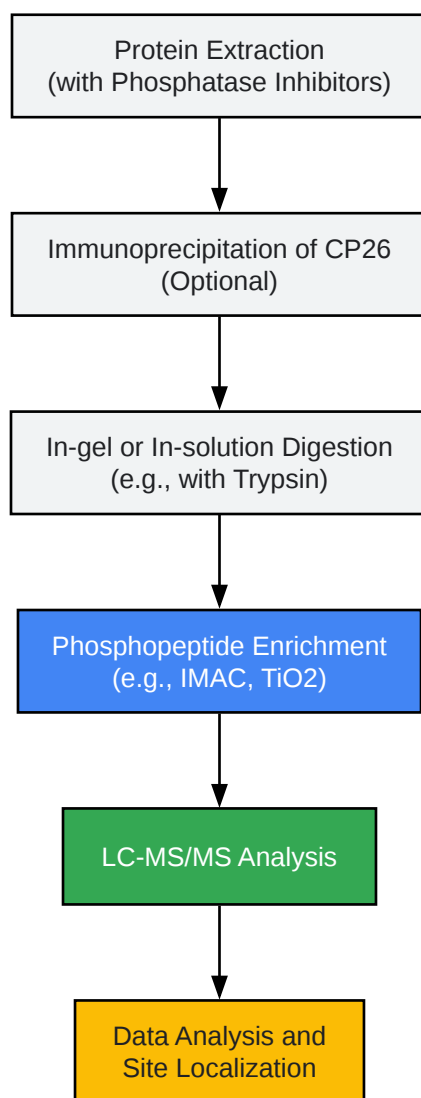 Protein Extraction
(with Phosphatase Inhibitors)
Immunoprecipitation of CP26
(Optional)
In-gel or In-solution Digestion
(e.g., with Trypsin)
Phosphopeptide Enrichment
(e.g., IMAC, TiO2)
LC-MS/MS Analysis
Data Analysis and
Site Localization